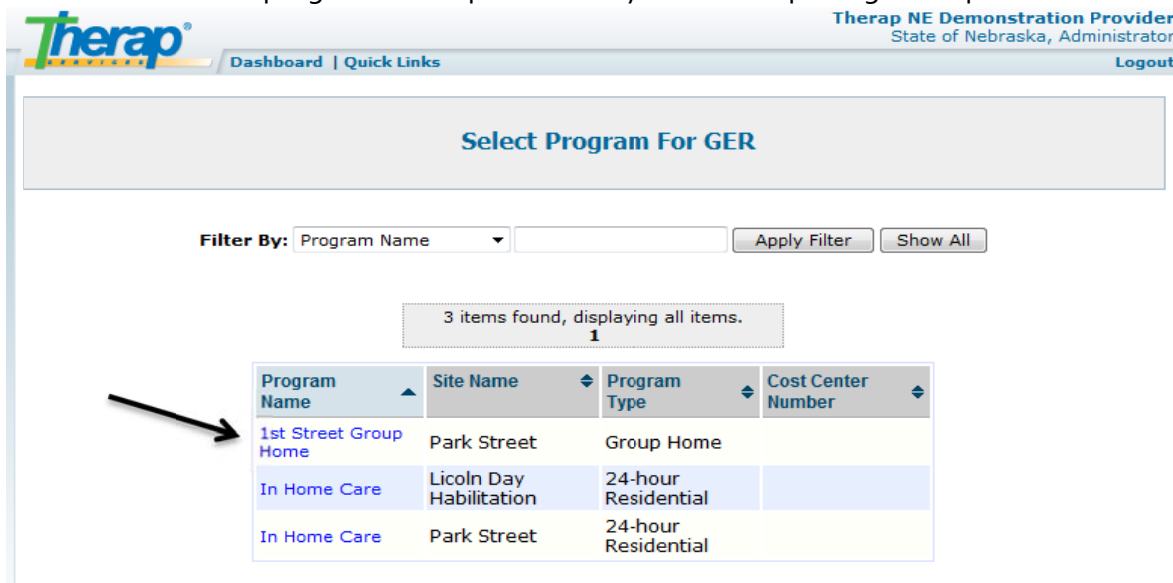 Therap®
SERVICES
Therap NE Demonstration Provider
State of Nebraska, Administrator
Dashboard | Quick Links
Logout
Select Program For GER
Filter By: Program Name
Apply Filter
Show All
3 items found, displaying all items.
1
Program Name
Site Name
Program Type
Cost Center Number
1st Street Group Home
Park Street
Group Home
In Home Care
Licoln Day Habilitation
24-hour Residential
In Home Care
Park Street
24-hour Residential